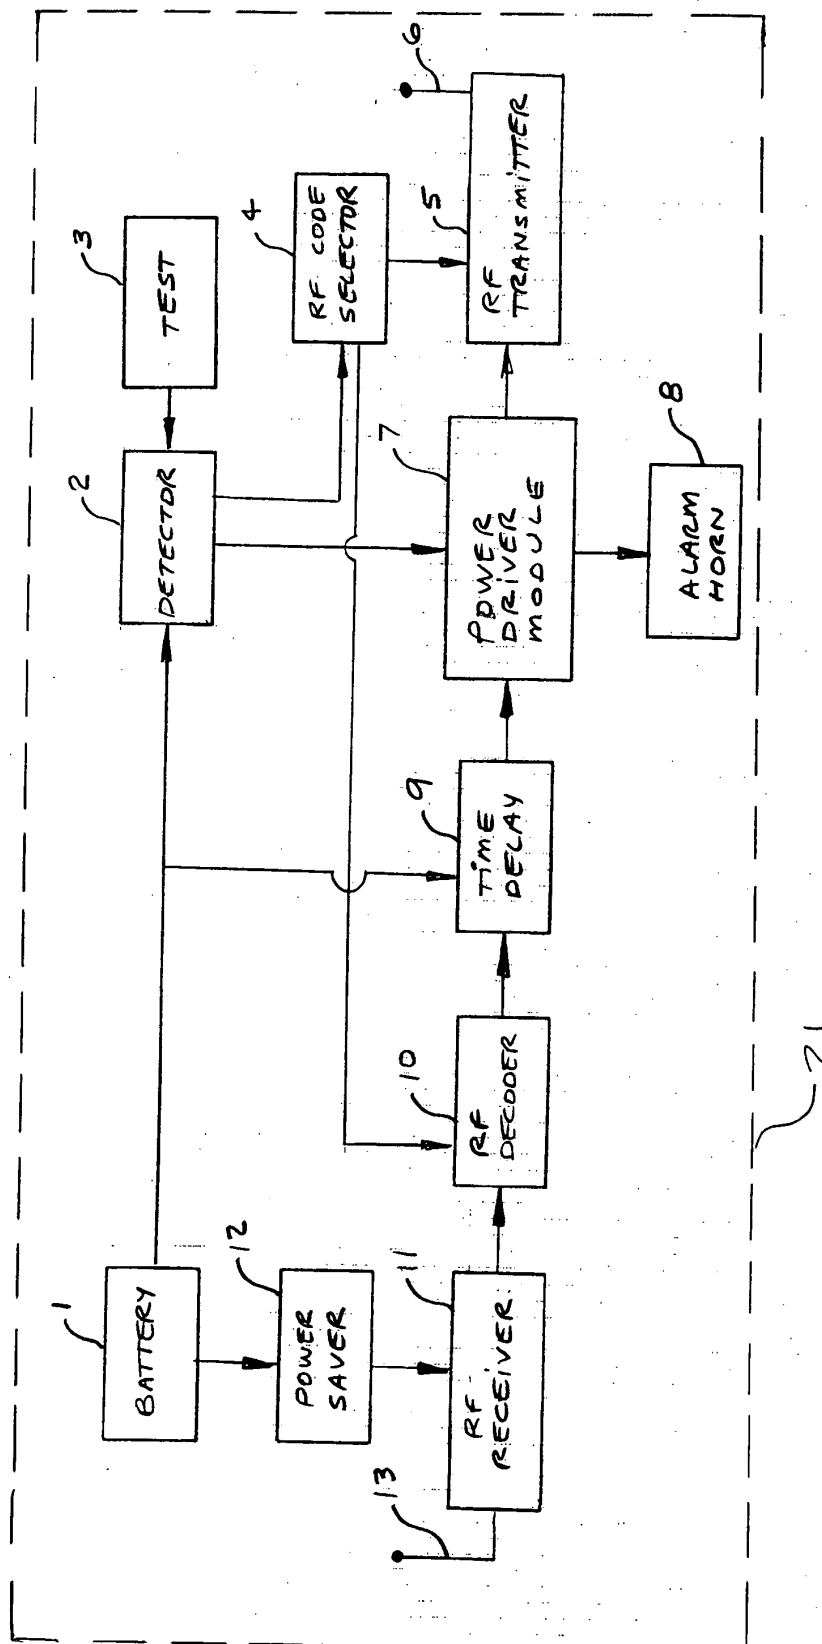 1
BATTERY
2
DETECTOR
3
TEST
12
POWER
SAVER
4
RF CODE
SELECTOR
13
11
RF
RECEIVER
10
RF
DECODER
9
TIME
DELAY
7
POWER
DRIVER
MODULE
5
RF
TRANSMITTER
6
8
ALARM
HORN
21